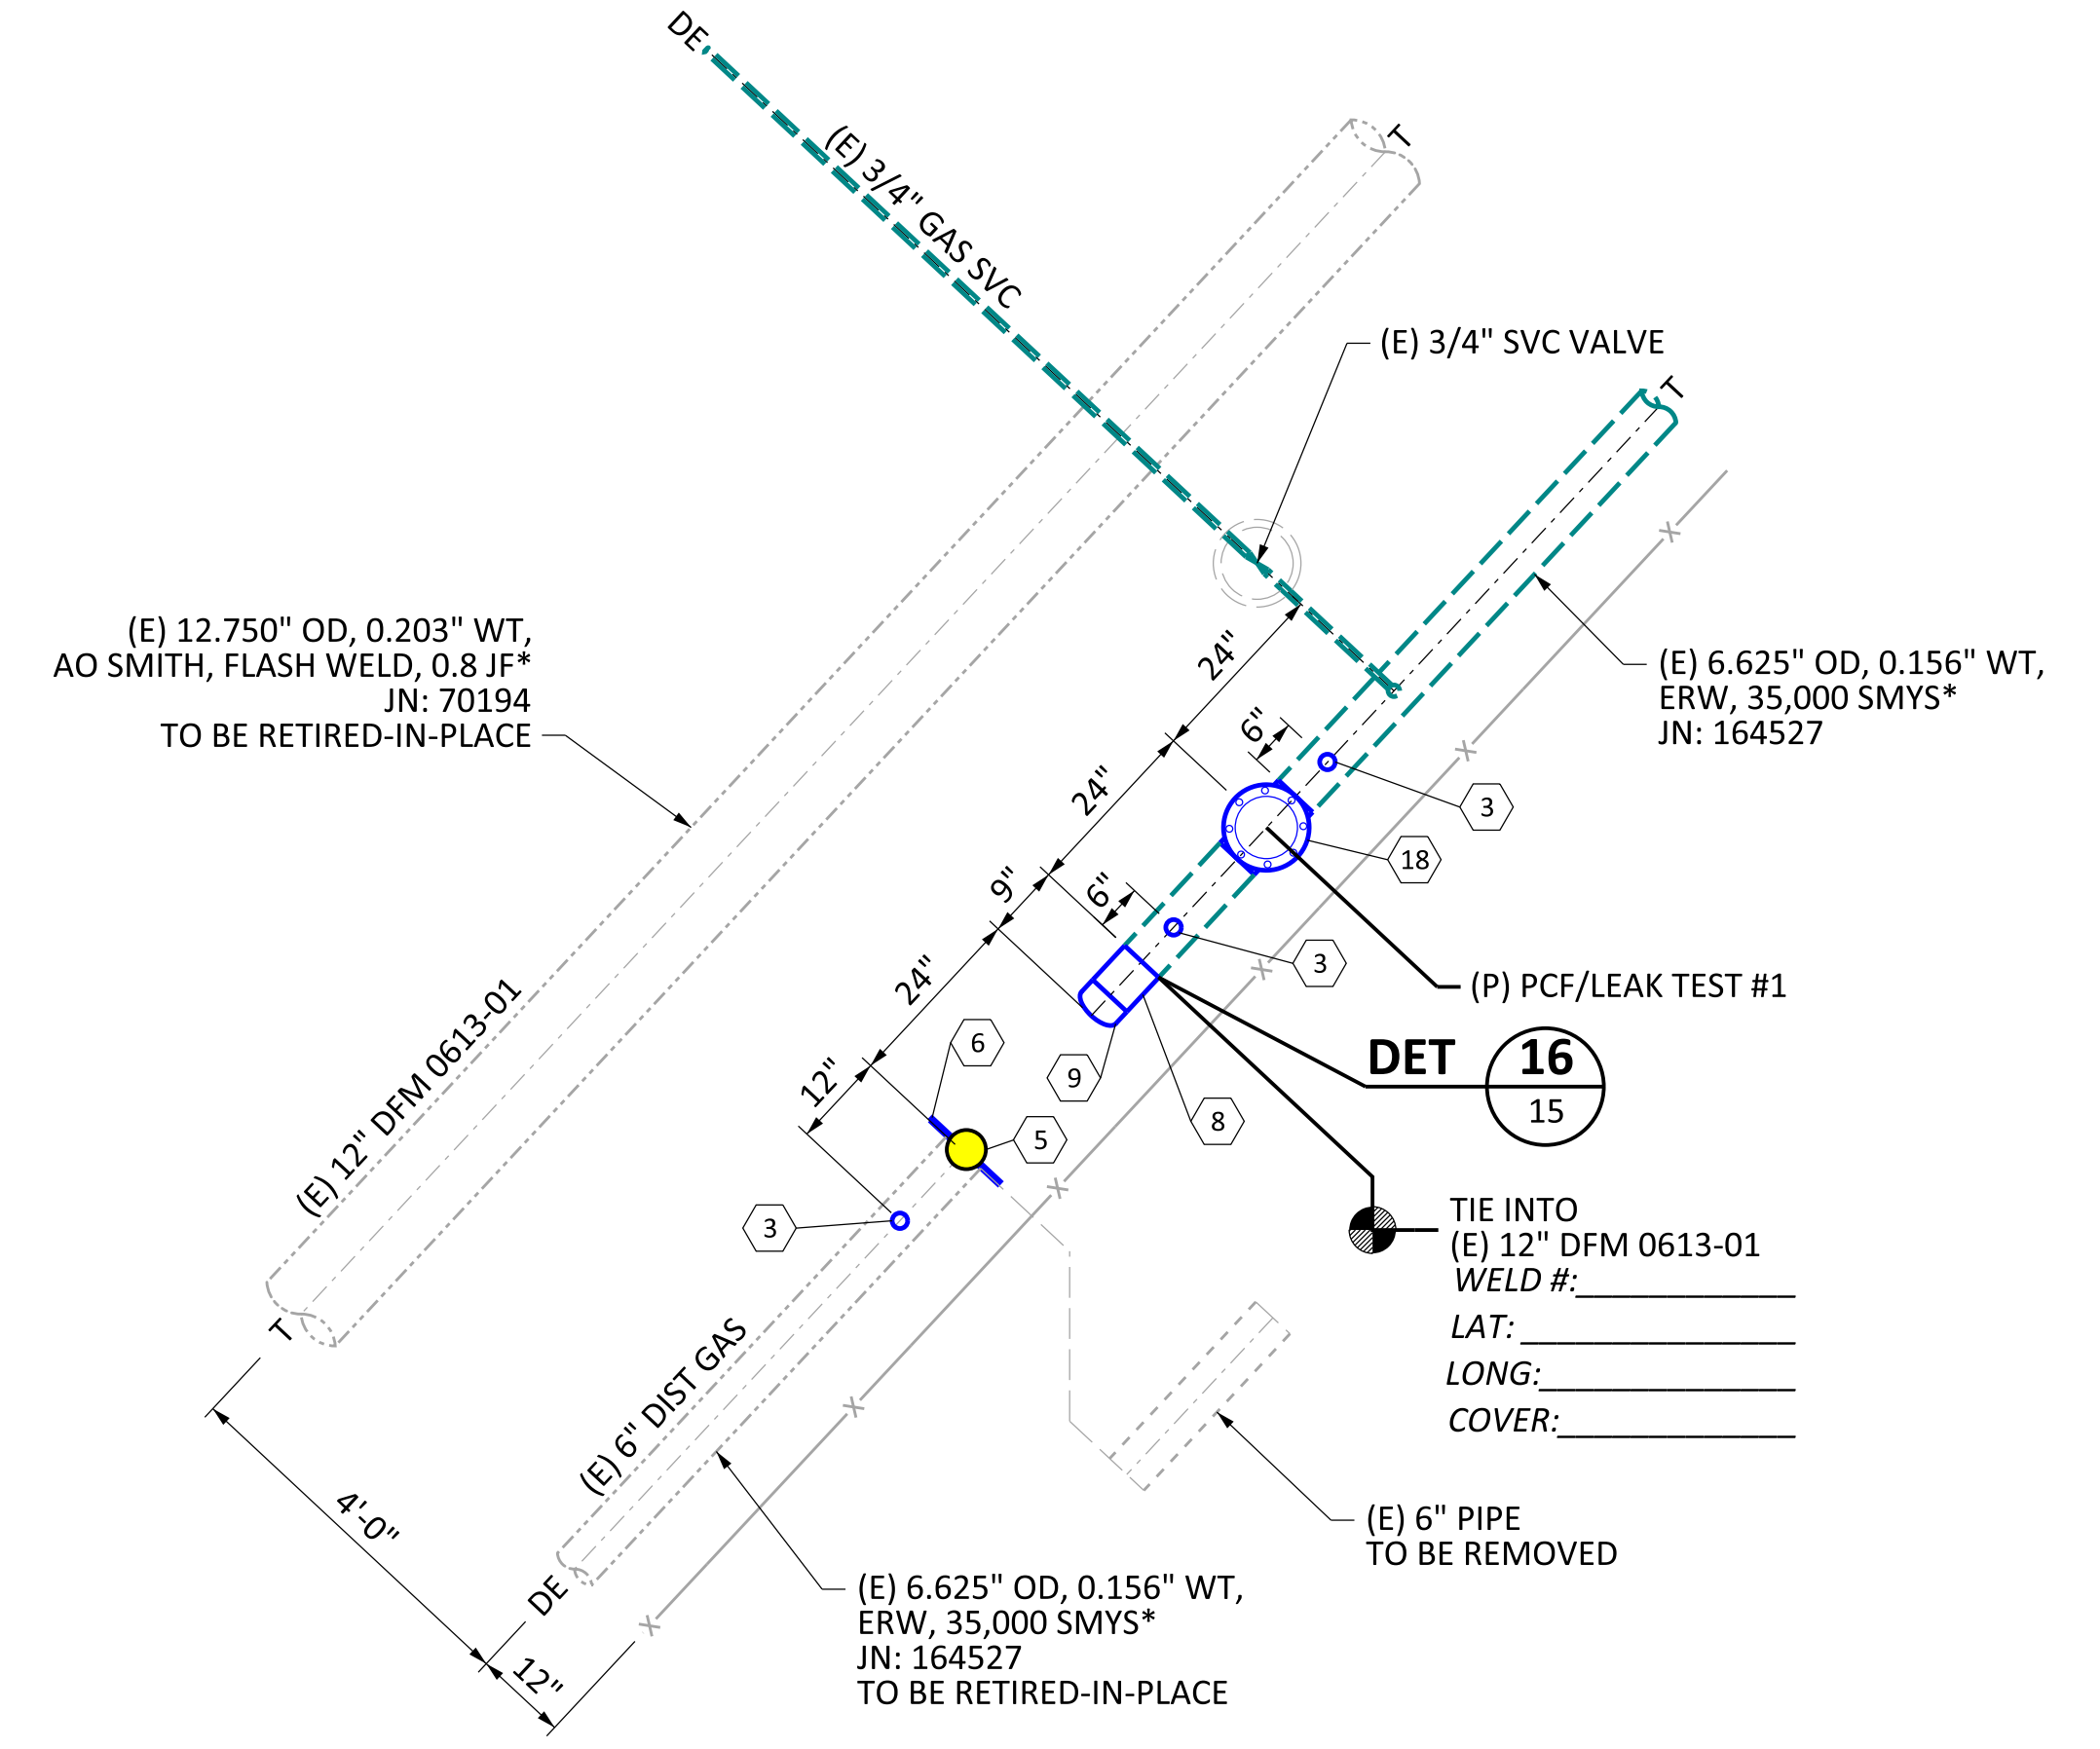 DE
(E) 3/4" GAS SVC
T
(E) 3/4" SVC VALVE
T
(E) 12.750" OD, 0.203" WT,
AO SMITH, FLASH WELD, 0.8 JF*
JN: 70194
TO BE RETIRED-IN-PLACE
(E) 6.625" OD, 0.156" WT,
ERW, 35,000 SMYS*
JN: 164527
24"
6"
24"
3
18
9"
6"
3
24"
(P) PCF/LEAK TEST #1
6
9
8
DET
16
15
12"
5
3
(E) 12" DFM 0613-01
TIE INTO
(E) 12" DFM 0613-01
WELD #:____________
LAT: _______________
LONG:______________
COVER:_____________
T
(E) 6" DIST GAS
4'-0"
(E) 6" PIPE
TO BE REMOVED
DE
12"
(E) 6.625" OD, 0.156" WT,
ERW, 35,000 SMYS*
JN: 164527
TO BE RETIRED-IN-PLACE